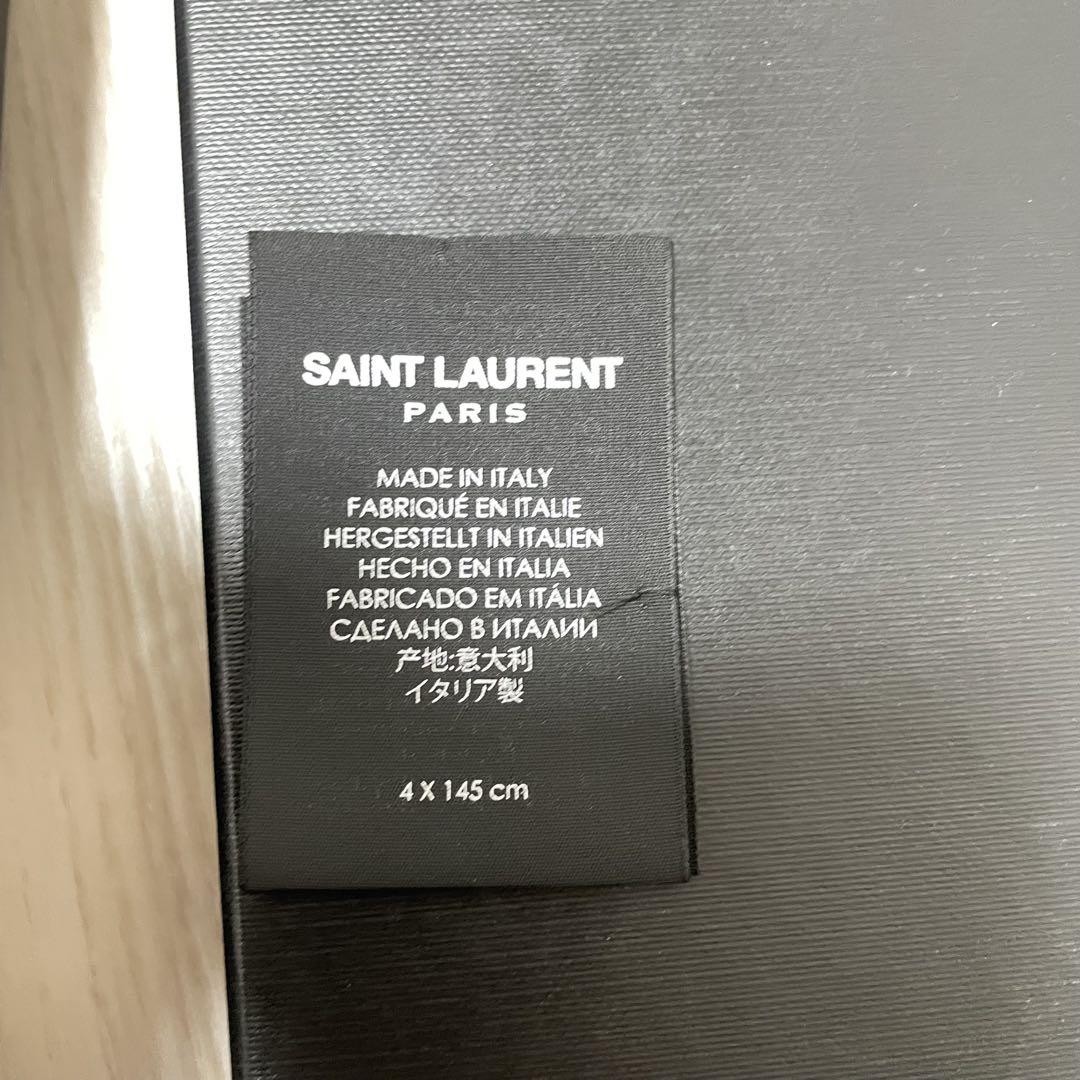 SAINT LAURENT
PARIS
MADE IN ITALY
FABRIQUÉ EN ITALIE
HERGESTELLT IN ITALIEN
HECHO EN ITALIA
FABRICADO EM ITÁLIA
СДЕЛАНО В ИТАЛИИ
产地:意大利
イタリア製
4 X 145 cm